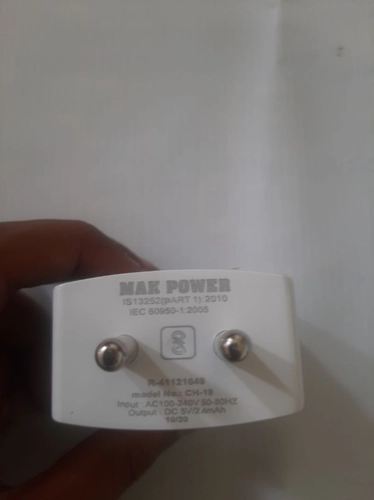 MAK POWER
IS13252(pART 1):2010
IEC 60950-1:2005
R-41121648
model No.: CH-18
Input : AC100-240V 50-60HZ
Output : DC 5V/2.4mAh